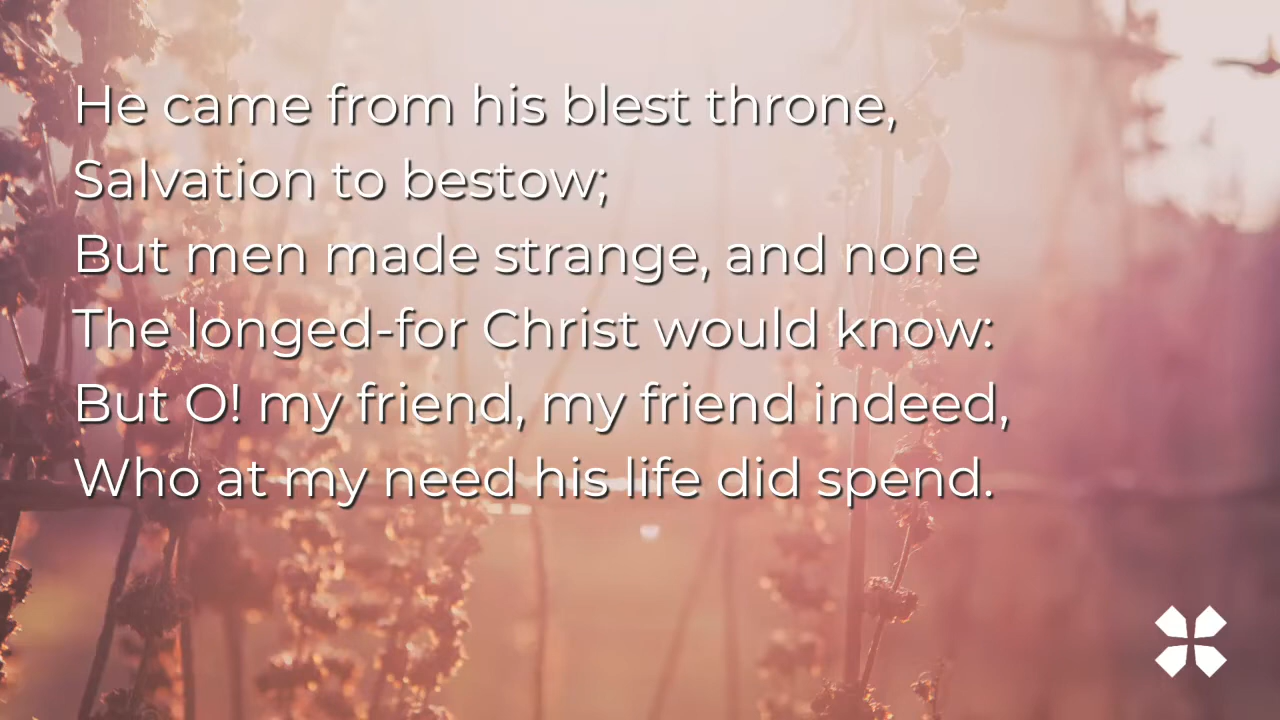 He came from his blest throne,
Salvation to bestow;
But men made strange, and none
The longed-for Christ would know:
But O! my friend, my friend indeed,
Who at my need his life did spend.